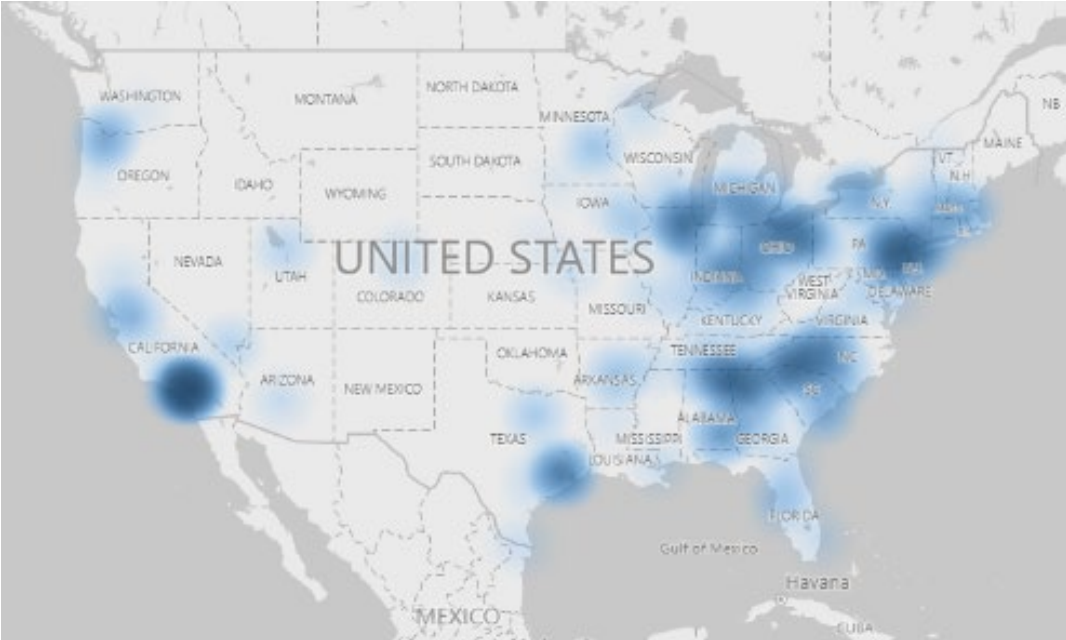 WASHINGTON
MONTANA
NORTH DAKOTA
MINNESOTA
NB
MAINE
VT
N.H
OREGON
IDAHO
SOUTH DAKOTA
WISCONSIN
WYOMING
MICHIGAN
IOWA
N.Y.
NEVADA
UTAH
UNITED STATES
OHIO
PA
NJ
INDIANA
COLORADO
KANSAS
MISSOURI
WEST
VIRGINIA
DELAWARE
KENTUCKY
VIRGINIA
CALIFORNIA
OKLAHOMA
TENNESSEE
NC
ARIZONA
NEW MEXICO
ARKANSAS
SC
ALABAMA
TEXAS
MISSISSIPPI
GEORGIA
LOUISIANA
FLORIDA
Gulf of Mexico
Havana
MEXICO
CUBA